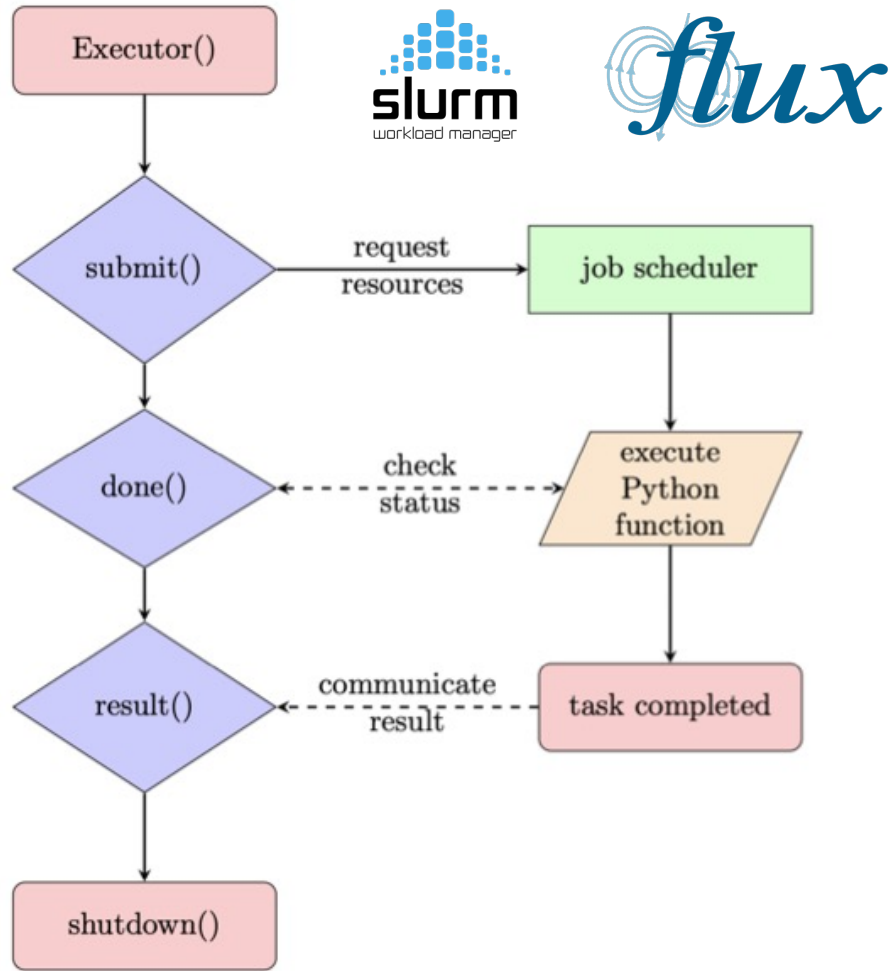 Executor()
slurm
workload manager
flux
submit()
request
resources
job scheduler
done()
check
status
execute
Python
function
result()
communicate
result
task completed
shutdown()